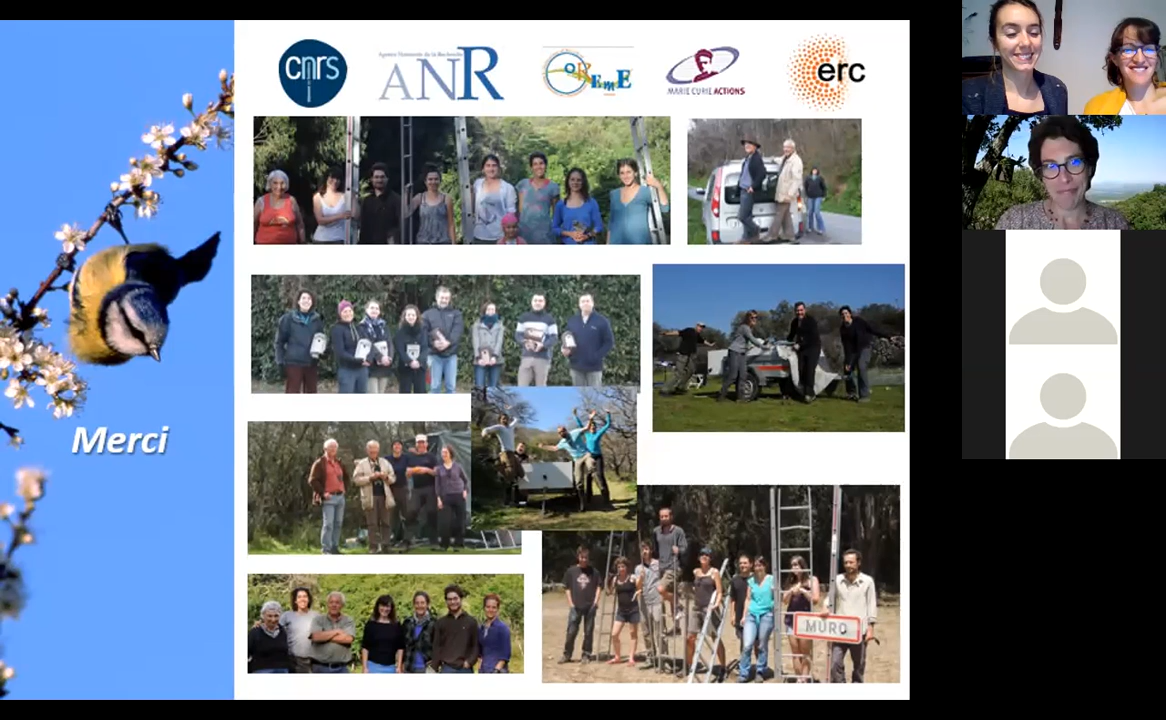 cnrs
Agence Nationale de la Recherche
ANR
OREME
MARIE CURIE ACTIONS
erc
Merci
MURO